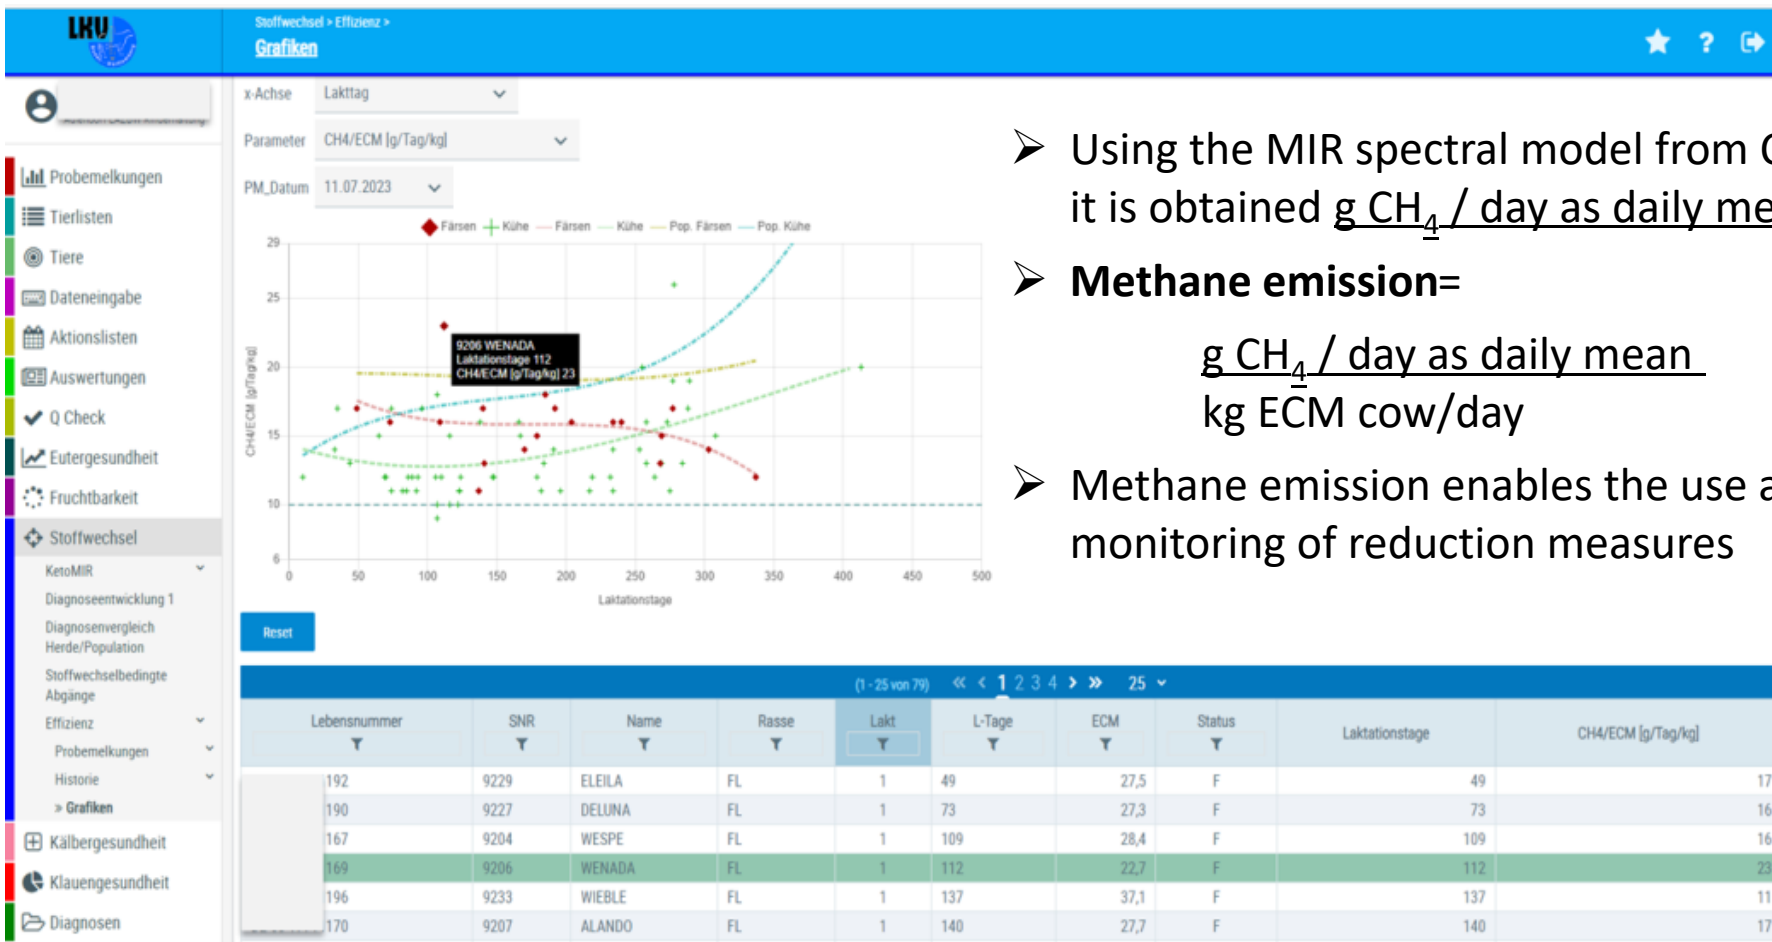 LKV
Stoffwechsel > Effizienz >
Grafiken
?
x-Achse Lakttag
Parameter CH4/ECM [g/Tag/kg]
PM_Datum 11.07.2023
Probemelkungen
Tierlisten
Tiere
Dateneingabe
Aktionslisten
Auswertungen
Q Check
Eutergesundheit
Fruchtbarkeit
Stoffwechsel
KetoMIR
Diagnoseentwicklung 1
Diagnosenvergleich
Herde/Population
Stoffwechselbedingte
Abgänge
Effizienz
Probemelkungen
Historie
» Grafiken
Kälbergesundheit
Klauengesundheit
Diagnosen
Färsen Kühe Färsen Kühe Pop. Färsen Pop. Kühe
CH4/ECM [g/Tag/kg]
29
25
20
15
10
6
9206 WENADA
Laktationstage 112
CH4/ECM [g/Tag/kg] 23
0 50 100 150 200 250 300 350 400 450 500
Laktationstage
➢ Using the MIR spectral model from
it is obtained g CH₄ / day as daily me
➢ Methane emission=
g CH₄ / day as daily mean
kg ECM cow/day
➢ Methane emission enables the use a
monitoring of reduction measures
Reset
(1 - 25 von 79) « < 1 2 3 4 > » 25
Lebensnummer SNR Name Rasse Lakt L-Tage ECM Status Laktationstage CH4/ECM [g/Tag/kg]
192 9229 ELEILA FL 1 49 27,5 F 49 17
190 9227 DELUNA FL 1 73 27,3 F 73 16
167 9204 WESPE FL 1 109 28,4 F 109 16
169 9206 WENADA FL 1 112 22,7 F 112 23
196 9233 WIEBLE FL 1 137 37,1 F 137 11
170 9207 ALANDO FL 1 140 27,7 F 140 17